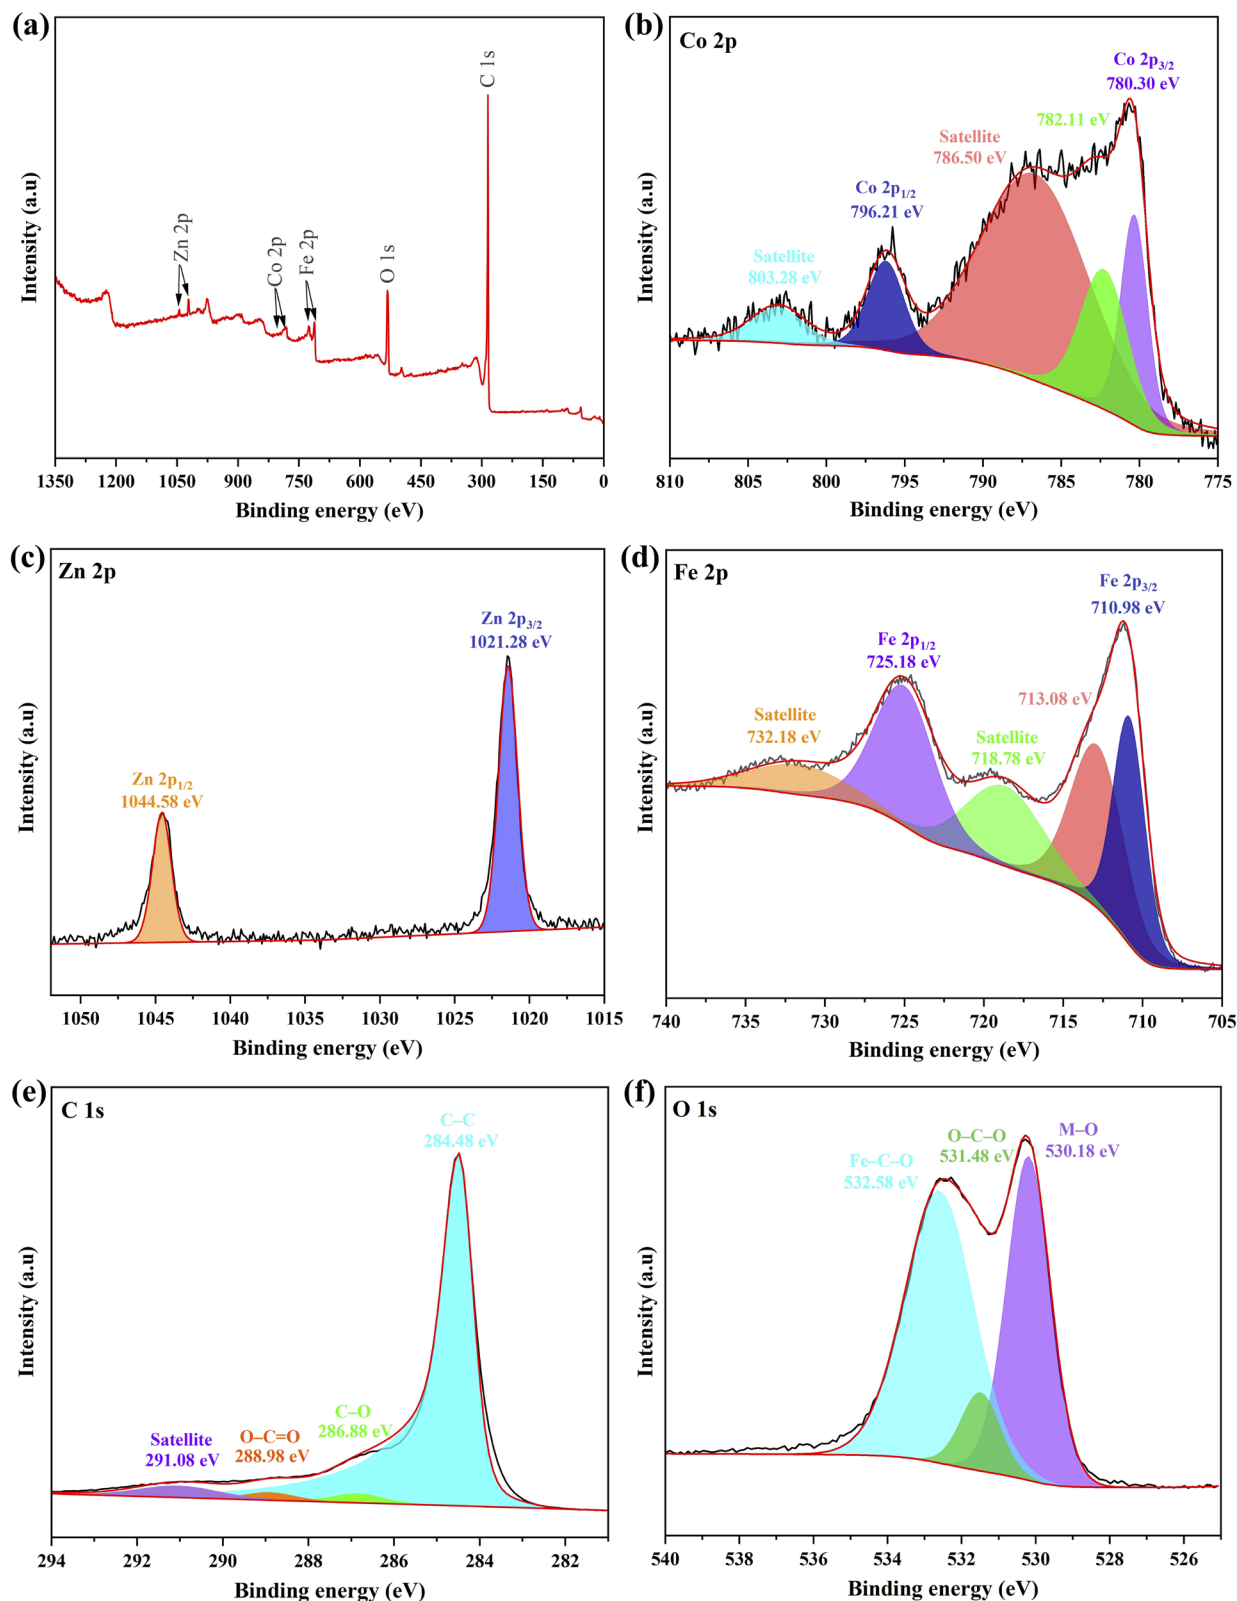 (a)
C 1s
Zn 2p
Co 2p
Fe 2p
O 1s
Intensity (a.u)
1350 1200 1050 900 750 600 450 300 150 0
Binding energy (eV)
(b)
Co 2p
Co 2p3/2
780.30 eV
782.11 eV
Satellite
786.50 eV
Co 2p1/2
796.21 eV
Satellite
803.28 eV
Intensity (a.u)
810 805 800 795 790 785 780 775
Binding energy (eV)
(c)
Zn 2p
Zn 2p3/2
1021.28 eV
Zn 2p1/2
1044.58 eV
Intensity (a.u)
1050 1045 1040 1035 1030 1025 1020 1015
Binding energy (eV)
(d)
Fe 2p
Fe 2p3/2
710.98 eV
Fe 2p1/2
725.18 eV
713.08 eV
Satellite
732.18 eV
Satellite
718.78 eV
Intensity (a.u)
740 735 730 725 720 715 710 705
Binding energy (eV)
(e)
C 1s
C–C
284.48 eV
C–O
286.88 eV
O–C=O
288.98 eV
Satellite
291.08 eV
Intensity (a.u)
294 292 290 288 286 284 282
Binding energy (eV)
(f)
O 1s
M–O
530.18 eV
O–C–O
531.48 eV
Fe–C–O
532.58 eV
Intensity (a.u)
540 538 536 534 532 530 528 526
Binding energy (eV)